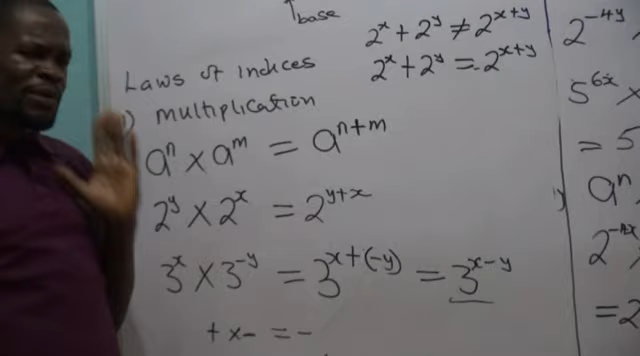 ↑base
2^x + 2^y ≠ 2^{x+y}
2^x + 2^y = 2^{x+y}
Laws of indices
1) multiplication
a^n × a^m = a^{n+m}
2^y × 2^x = 2^{y+x}
3^x × 3^{-y} = 3^{x+(-y)} = 3^{x-y}
+ x - = -
2^{-4y}
5^{6x} ×
= 5
a^n
2^{-4x}
= 2